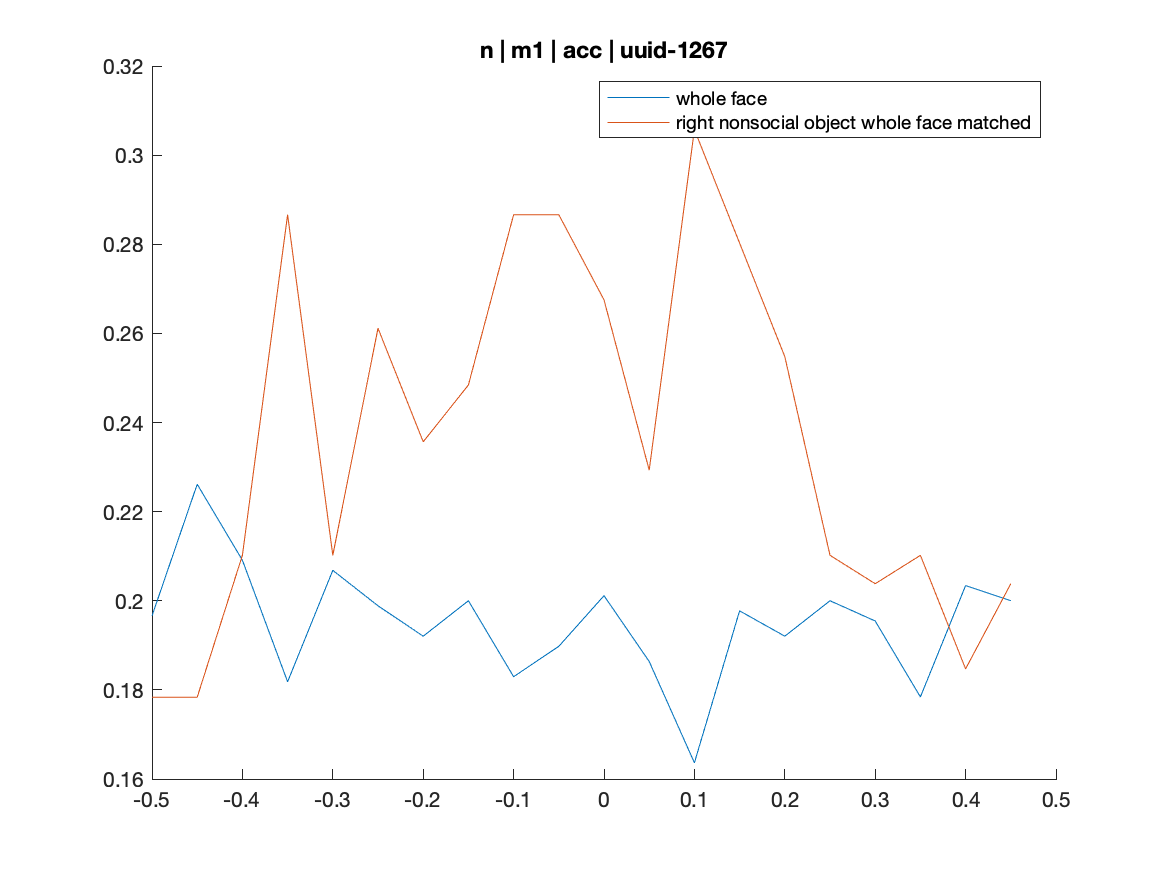 n | m1 | acc | uuid-1267
whole face
right nonsocial object whole face matched
0.32
0.3
0.28
0.26
0.24
0.22
0.2
0.18
0.16
-0.5 -0.4 -0.3 -0.2 -0.1 0 0.1 0.2 0.3 0.4 0.5